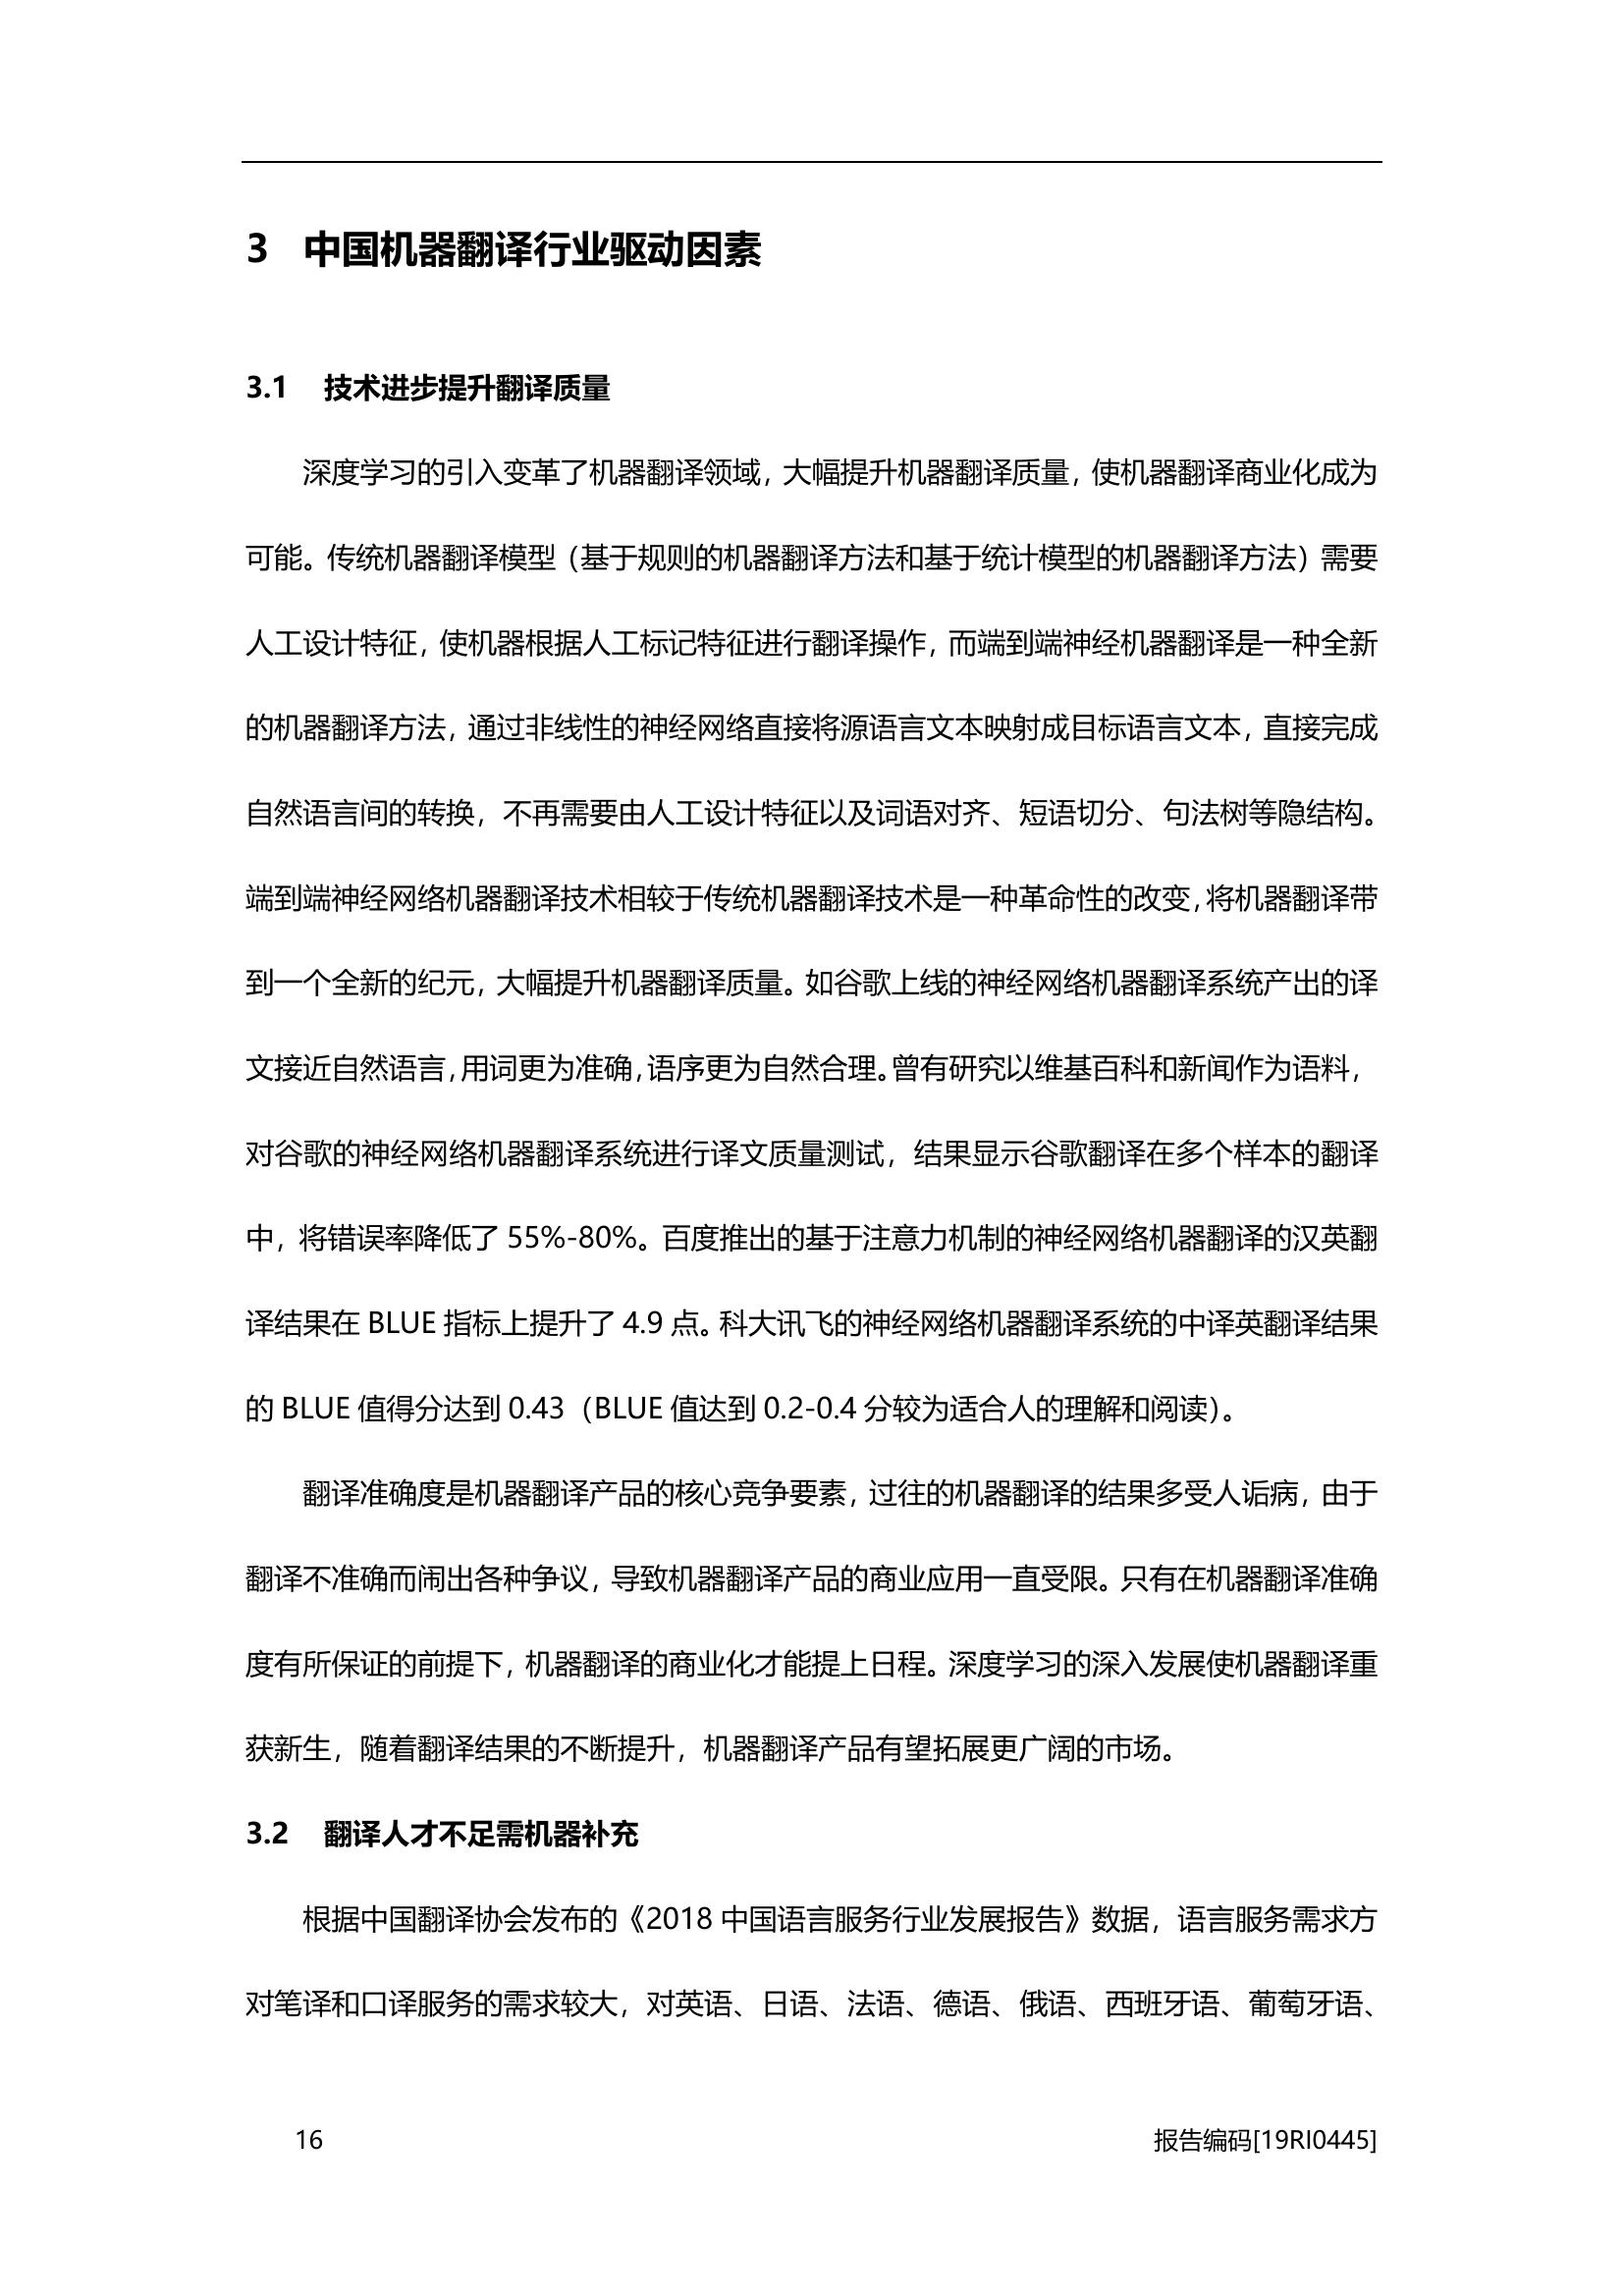 3 中国机器翻译行业驱动因素
3.1 技术进步提升翻译质量
深度学习的引入变革了机器翻译领域，大幅提升机器翻译质量，使机器翻译商业化成为
可能。传统机器翻译模型（基于规则的机器翻译方法和基于统计模型的机器翻译方法）需要
人工设计特征，使机器根据人工标记特征进行翻译操作，而端到端神经机器翻译是一种全新
的机器翻译方法，通过非线性的神经网络直接将源语言文本映射成目标语言文本，直接完成
自然语言间的转换，不再需要由人工设计特征以及词语对齐、短语切分、句法树等隐结构。
端到端神经网络机器翻译技术相较于传统机器翻译技术是一种革命性的改变，将机器翻译带
到一个全新的纪元，大幅提升机器翻译质量。如谷歌上线的神经网络机器翻译系统产出的译
文接近自然语言，用词更为准确，语序更为自然合理。曾有研究以维基百科和新闻作为语料，
对谷歌的神经网络机器翻译系统进行译文质量测试，结果显示谷歌翻译在多个样本的翻译
中，将错误率降低了 55%-80%。百度推出的基于注意力机制的神经网络机器翻译的汉英翻
译结果在 BLUE 指标上提升了 4.9 点。科大讯飞的神经网络机器翻译系统的中译英翻译结果
的 BLUE 值得分达到 0.43（BLUE 值达到 0.2-0.4 分较为适合人的理解和阅读）。
翻译准确度是机器翻译产品的核心竞争要素，过往的机器翻译的结果多受人诟病，由于
翻译不准确而闹出各种争议，导致机器翻译产品的商业应用一直受限。只有在机器翻译准确
度有所保证的前提下，机器翻译的商业化才能提上日程。深度学习的深入发展使机器翻译重
获新生，随着翻译结果的不断提升，机器翻译产品有望拓展更广阔的市场。
3.2 翻译人才不足需机器补充
根据中国翻译协会发布的《2018 中国语言服务行业发展报告》数据，语言服务需求方
对笔译和口译服务的需求较大，对英语、日语、法语、德语、俄语、西班牙语、葡萄牙语、
16 报告编码[19RI0445]